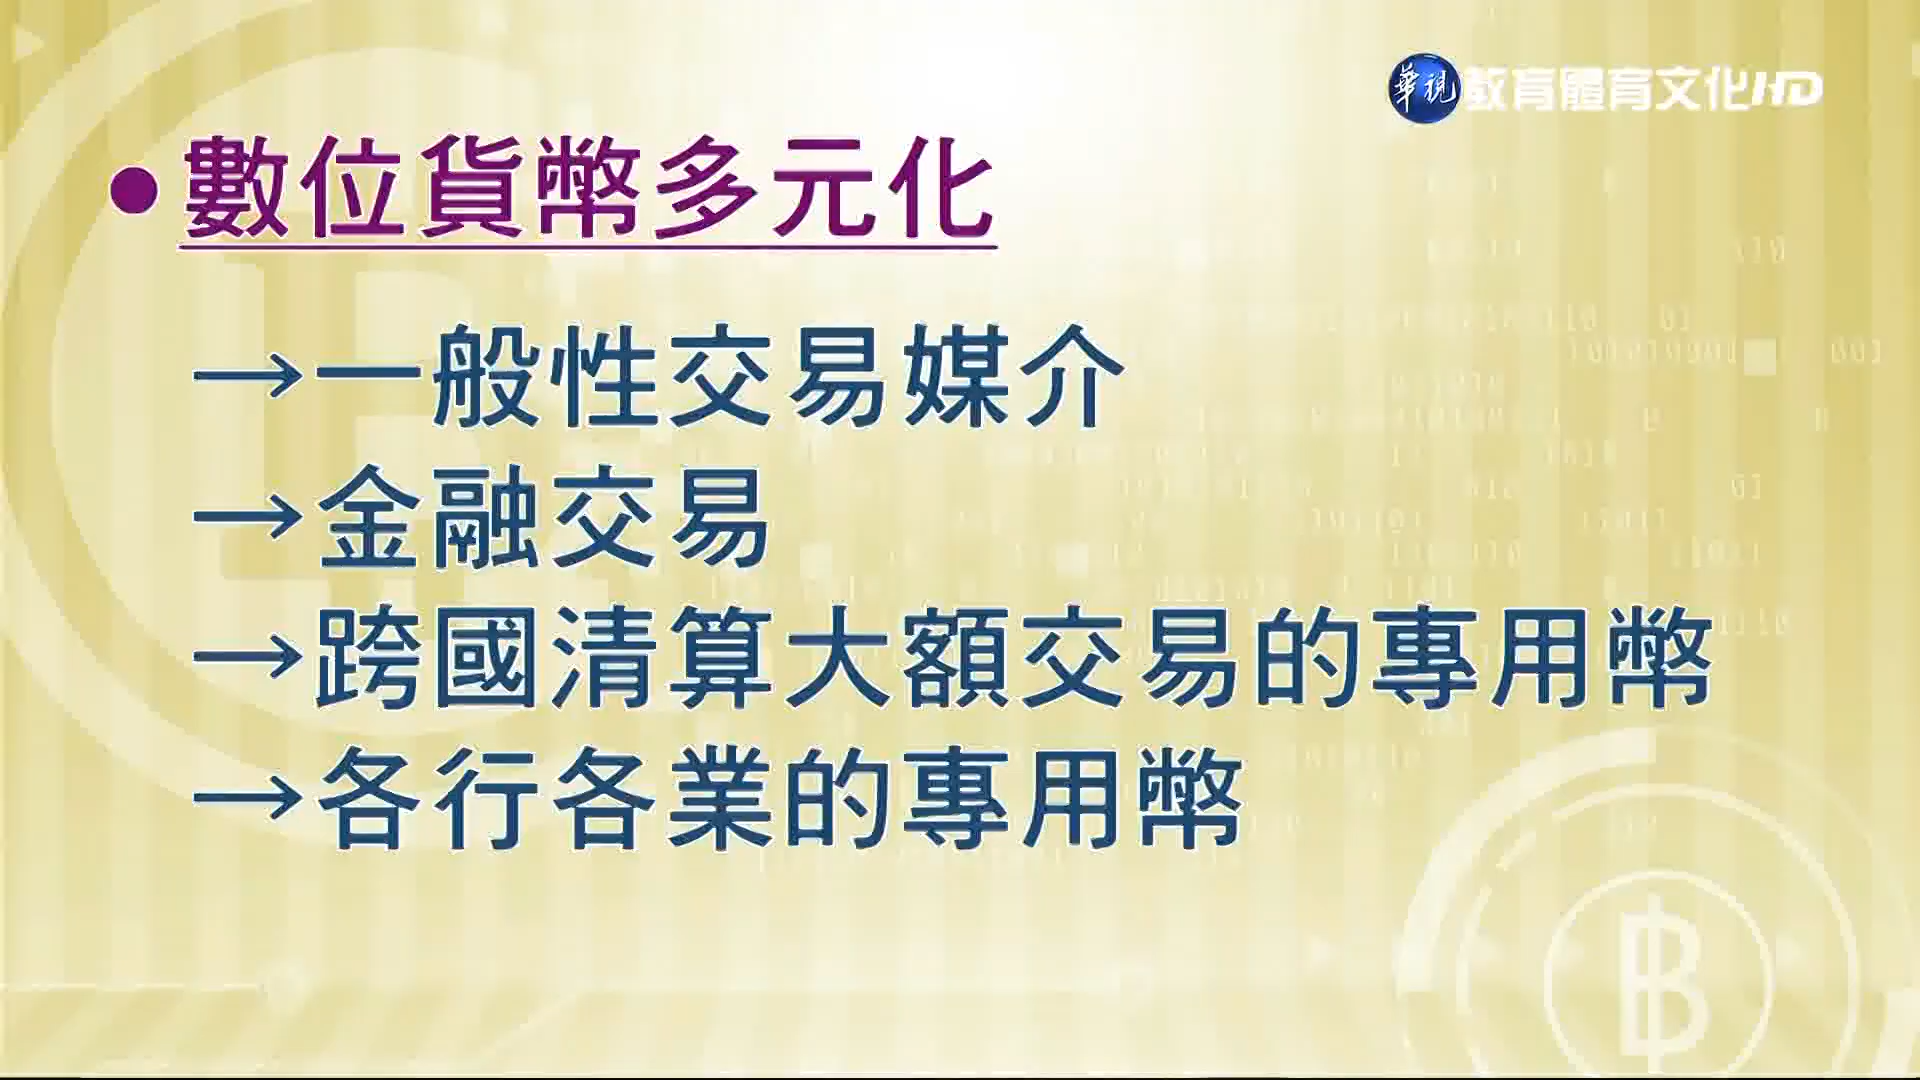 華視 教育體育文化HD
•數位貨幣多元化
→一般性交易媒介
→金融交易
→跨國清算大額交易的專用幣
→各行各業的專用幣